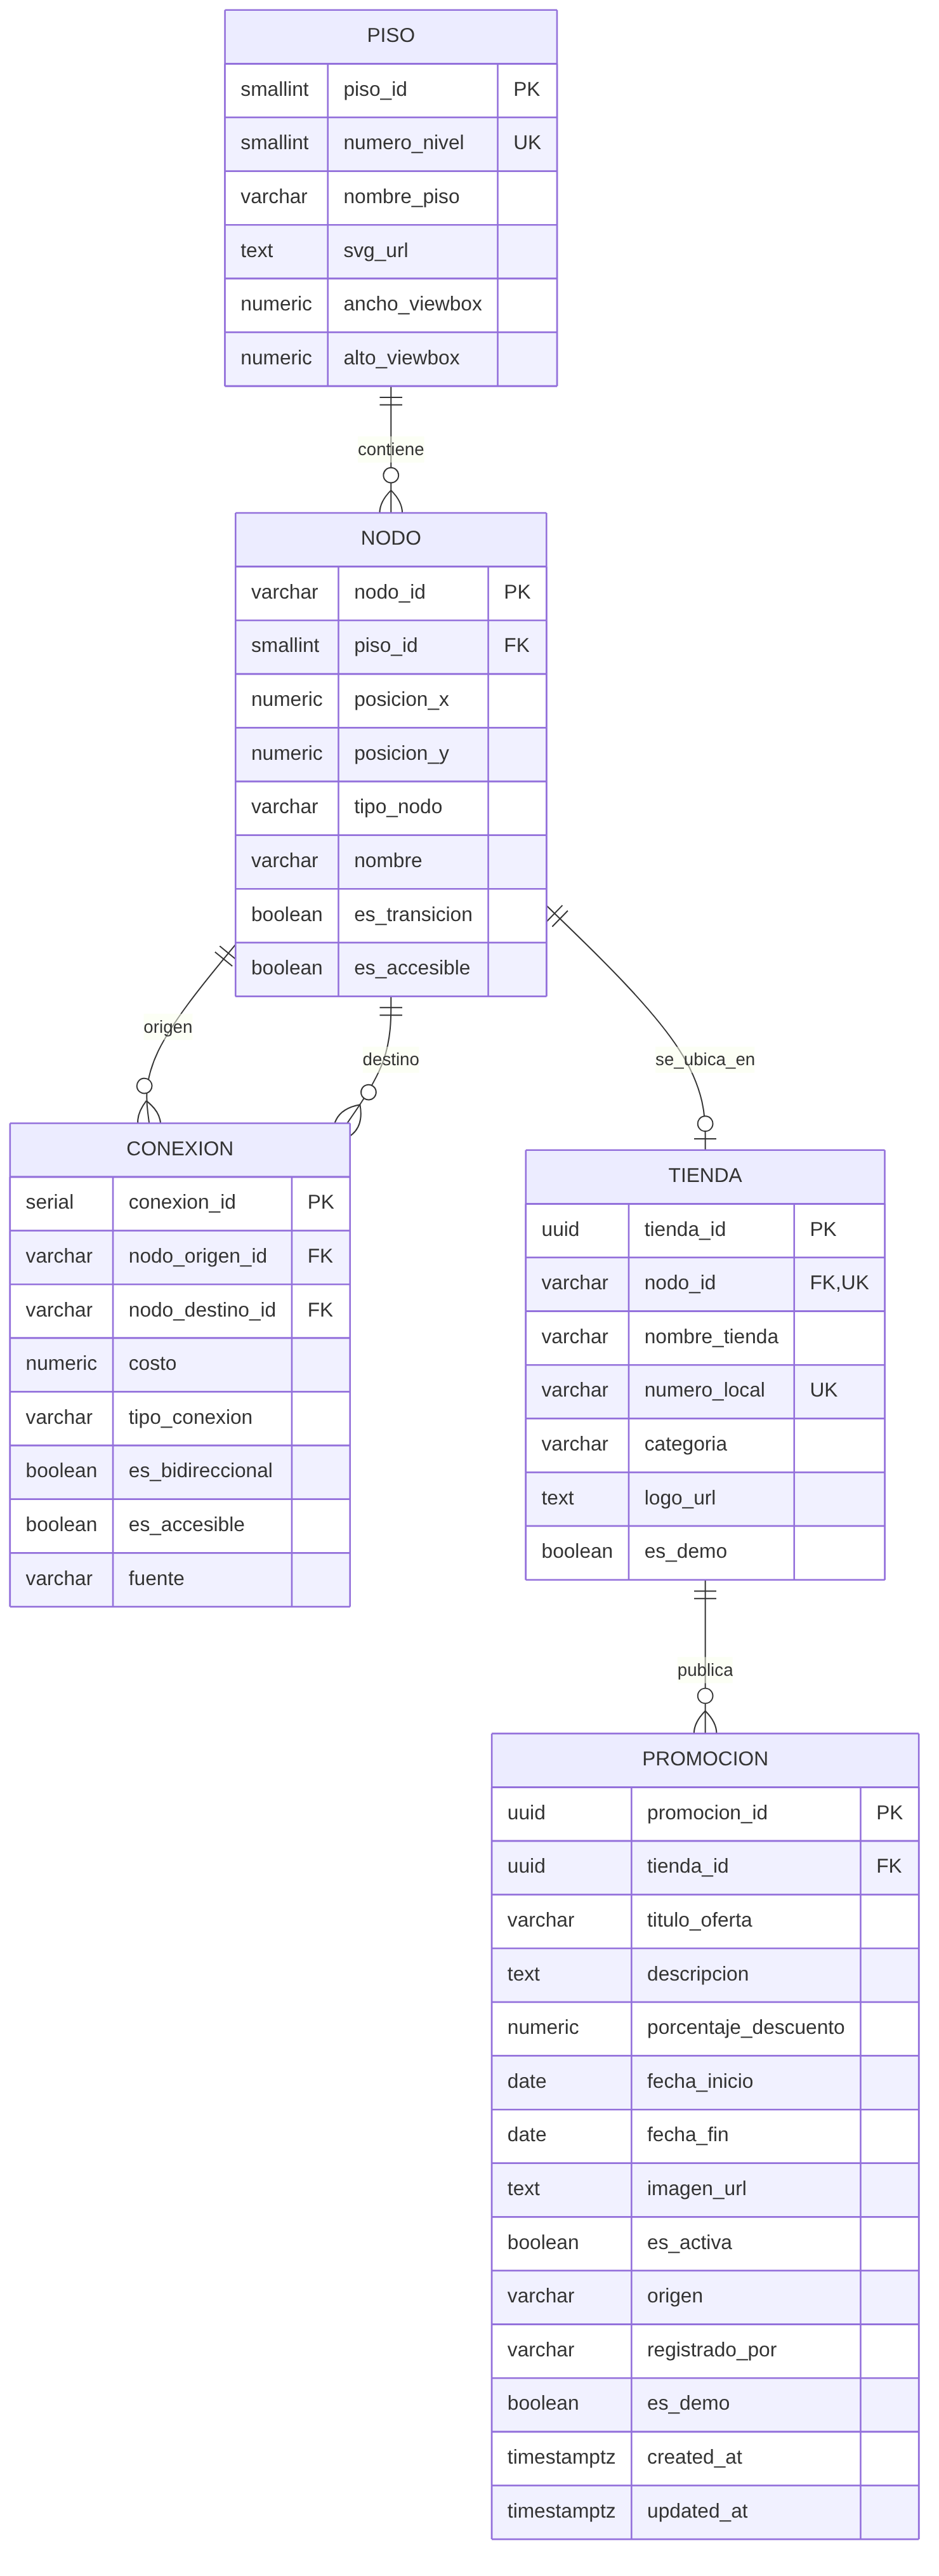 PISO
smallint piso_id PK
smallint numero_nivel UK
varchar nombre_piso
text svg_url
numeric ancho_viewbox
numeric alto_viewbox
contiene
NODO
varchar nodo_id PK
smallint piso_id FK
numeric posicion_x
numeric posicion_y
varchar tipo_nodo
varchar nombre
boolean es_transicion
boolean es_accesible
origen
destino
se_ubica_en
CONEXION
serial conexion_id PK
varchar nodo_origen_id FK
varchar nodo_destino_id FK
numeric costo
varchar tipo_conexion
boolean es_bidireccional
boolean es_accesible
varchar fuente
TIENDA
uuid tienda_id PK
varchar nodo_id FK,UK
varchar nombre_tienda
varchar numero_local UK
varchar categoria
text logo_url
boolean es_demo
publica
PROMOCION
uuid promocion_id PK
uuid tienda_id FK
varchar titulo_oferta
text descripcion
numeric porcentaje_descuento
date fecha_inicio
date fecha_fin
text imagen_url
boolean es_activa
varchar origen
varchar registrado_por
boolean es_demo
timestamptz created_at
timestamptz updated_at